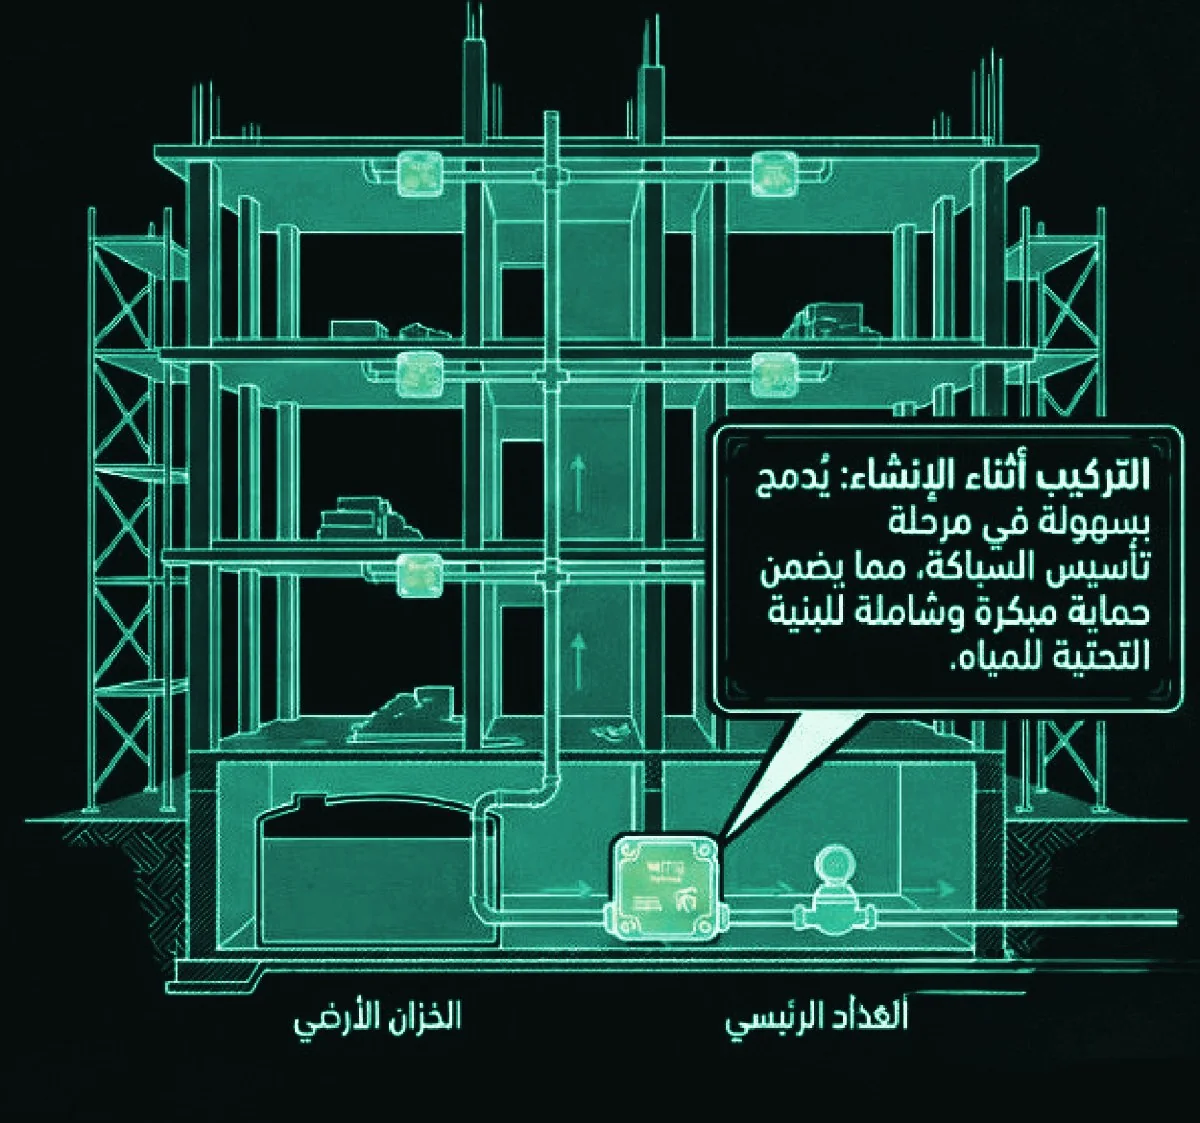 التركيب أثناء الإنشاء: يُدمج
بسهولة في مرحلة
تأسيس السباكة، مما يضمن
حماية مبكرة وشاملة للبنية
التحتية للمياه.
الخزان الأرضي
العداد الرئيسي